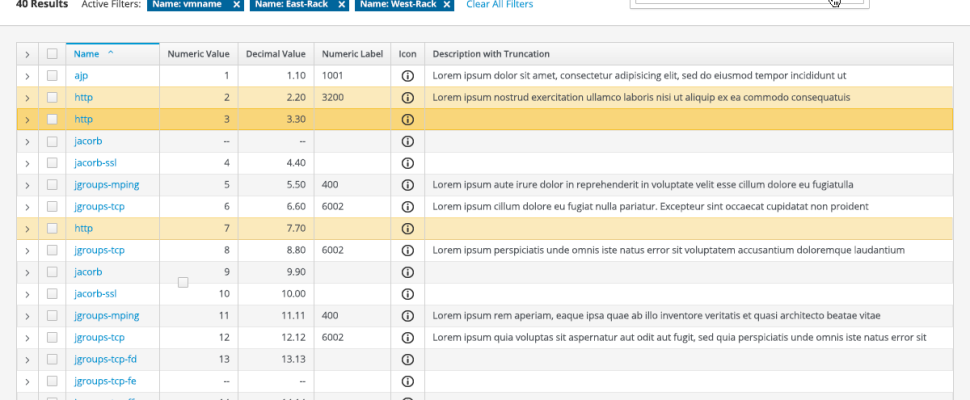 40 Results Active Filters: Name: vmname × Name: East-Rack × Name: West-Rack × Clear All Filters
Name Numeric Value Decimal Value Numeric Label Icon Description with Truncation
ajp 1 1.10 1001 Lorem ipsum dolor sit amet, consectetur adipisicing elit, sed do eiusmod tempor incididunt ut
http 2 2.20 3200 Lorem ipsum nostrud exercitation ullamco laboris nisi ut aliquip ex ea commodo consequatuis
http 3 3.30
jacorb -- --
jacorb-ssl 4 4.40
jgroups-mping 5 5.50 400 Lorem ipsum aute irure dolor in reprehenderit in voluptate velit esse cillum dolore eu fugiatulla
jgroups-tcp 6 6.60 6002 Lorem ipsum cillum dolore eu fugiat nulla pariatur. Excepteur sint occaecat cupidatat non proident
http 7 7.70
jgroups-tcp 8 8.80 6002 Lorem ipsum perspiciatis unde omnis iste natus error sit voluptatem accusantium doloremque laudantium
jacorb 9 9.90
jacorb-ssl 10 10.00
jgroups-mping 11 11.11 400 Lorem ipsum rem aperiam, eaque ipsa quae ab illo inventore veritatis et quasi architecto beatae vitae
jgroups-tcp 12 12.12 6002 Lorem ipsum quia voluptas sit aspernatur aut odit aut fugit, sed quia perspiciatis unde omnis iste natus error sit
jgroups-tcp-fd 13 13.13
jgroups-tcp-fe -- --